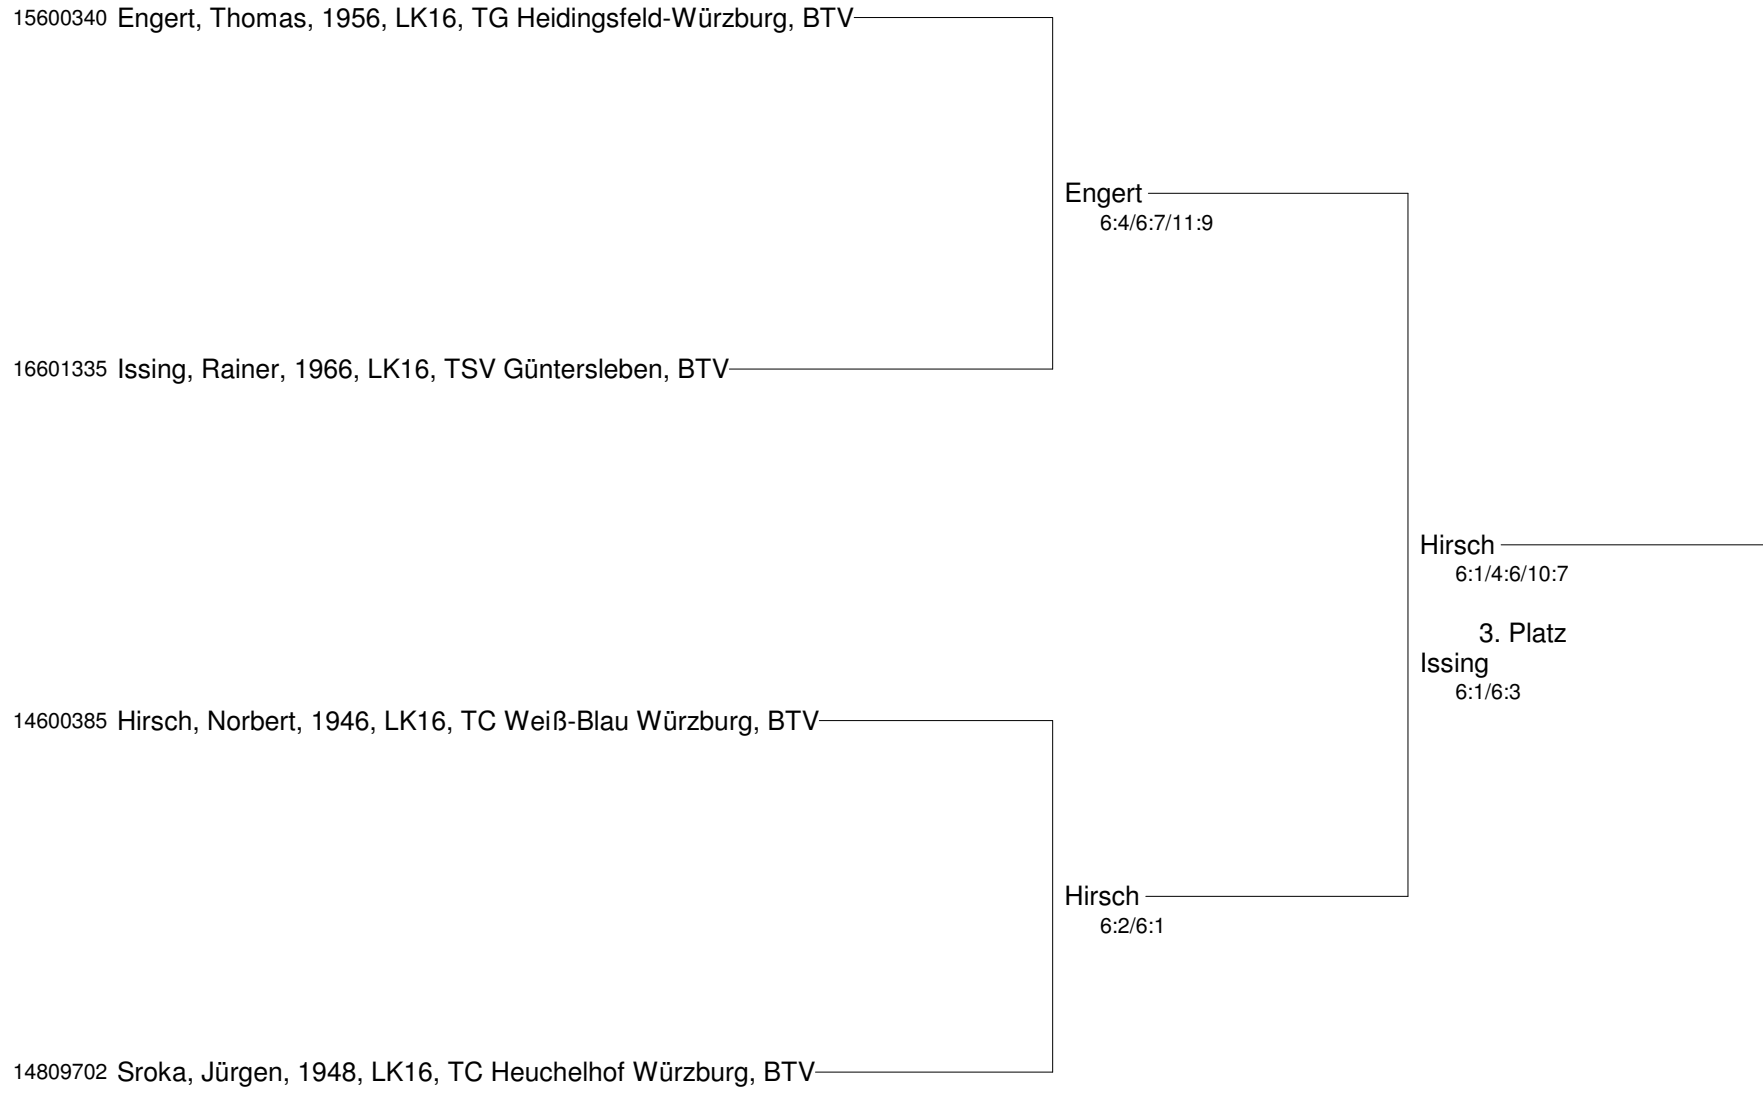 15600340 Engert, Thomas, 1956, LK16, TG Heidingsfeld-Würzburg, BTV
Engert
6:4/6:7/11:9
16601335 Issing, Rainer, 1966, LK16, TSV Güntersleben, BTV
Hirsch
6:1/4:6/10:7
3. Platz
Issing
6:1/6:3
14600385 Hirsch, Norbert, 1946, LK16, TC Weiß-Blau Würzburg, BTV
Hirsch
6:2/6:1
14809702 Sroka, Jürgen, 1948, LK16, TC Heuchelhof Würzburg, BTV